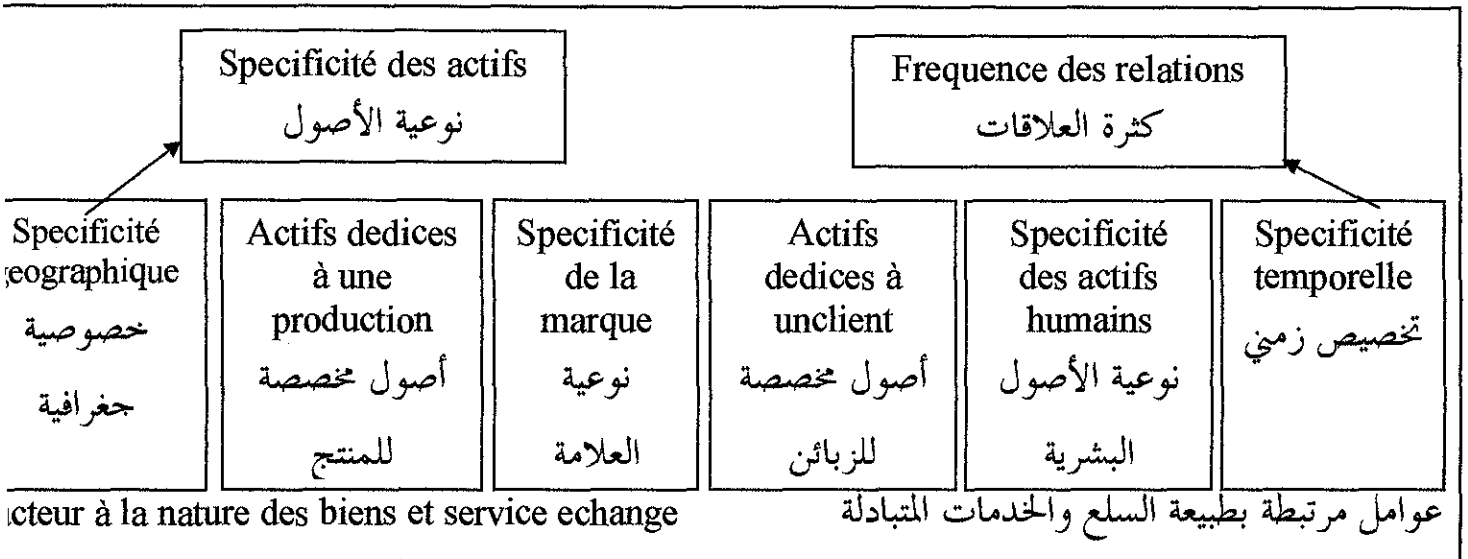 Specificité des actifs
نوعية الأصول
Frequence des relations
كثرة العلاقات
Specificité
eographique
خصوصية
جغرافية
Actifs dedices
à une
production
أصول مخصصة
للمنتج
Specificité
de la
marque
نوعية
العلامة
Actifs
dedices à
unclient
أصول مخصصة
للزبائن
Specificité
des actifs
humains
نوعية الأصول
البشرية
Specificité
temporelle
تخصيص زمني
cteur à la nature des biens et service echange
عوامل مرتبطة بطبيعة السلع والخدمات المتبادلة